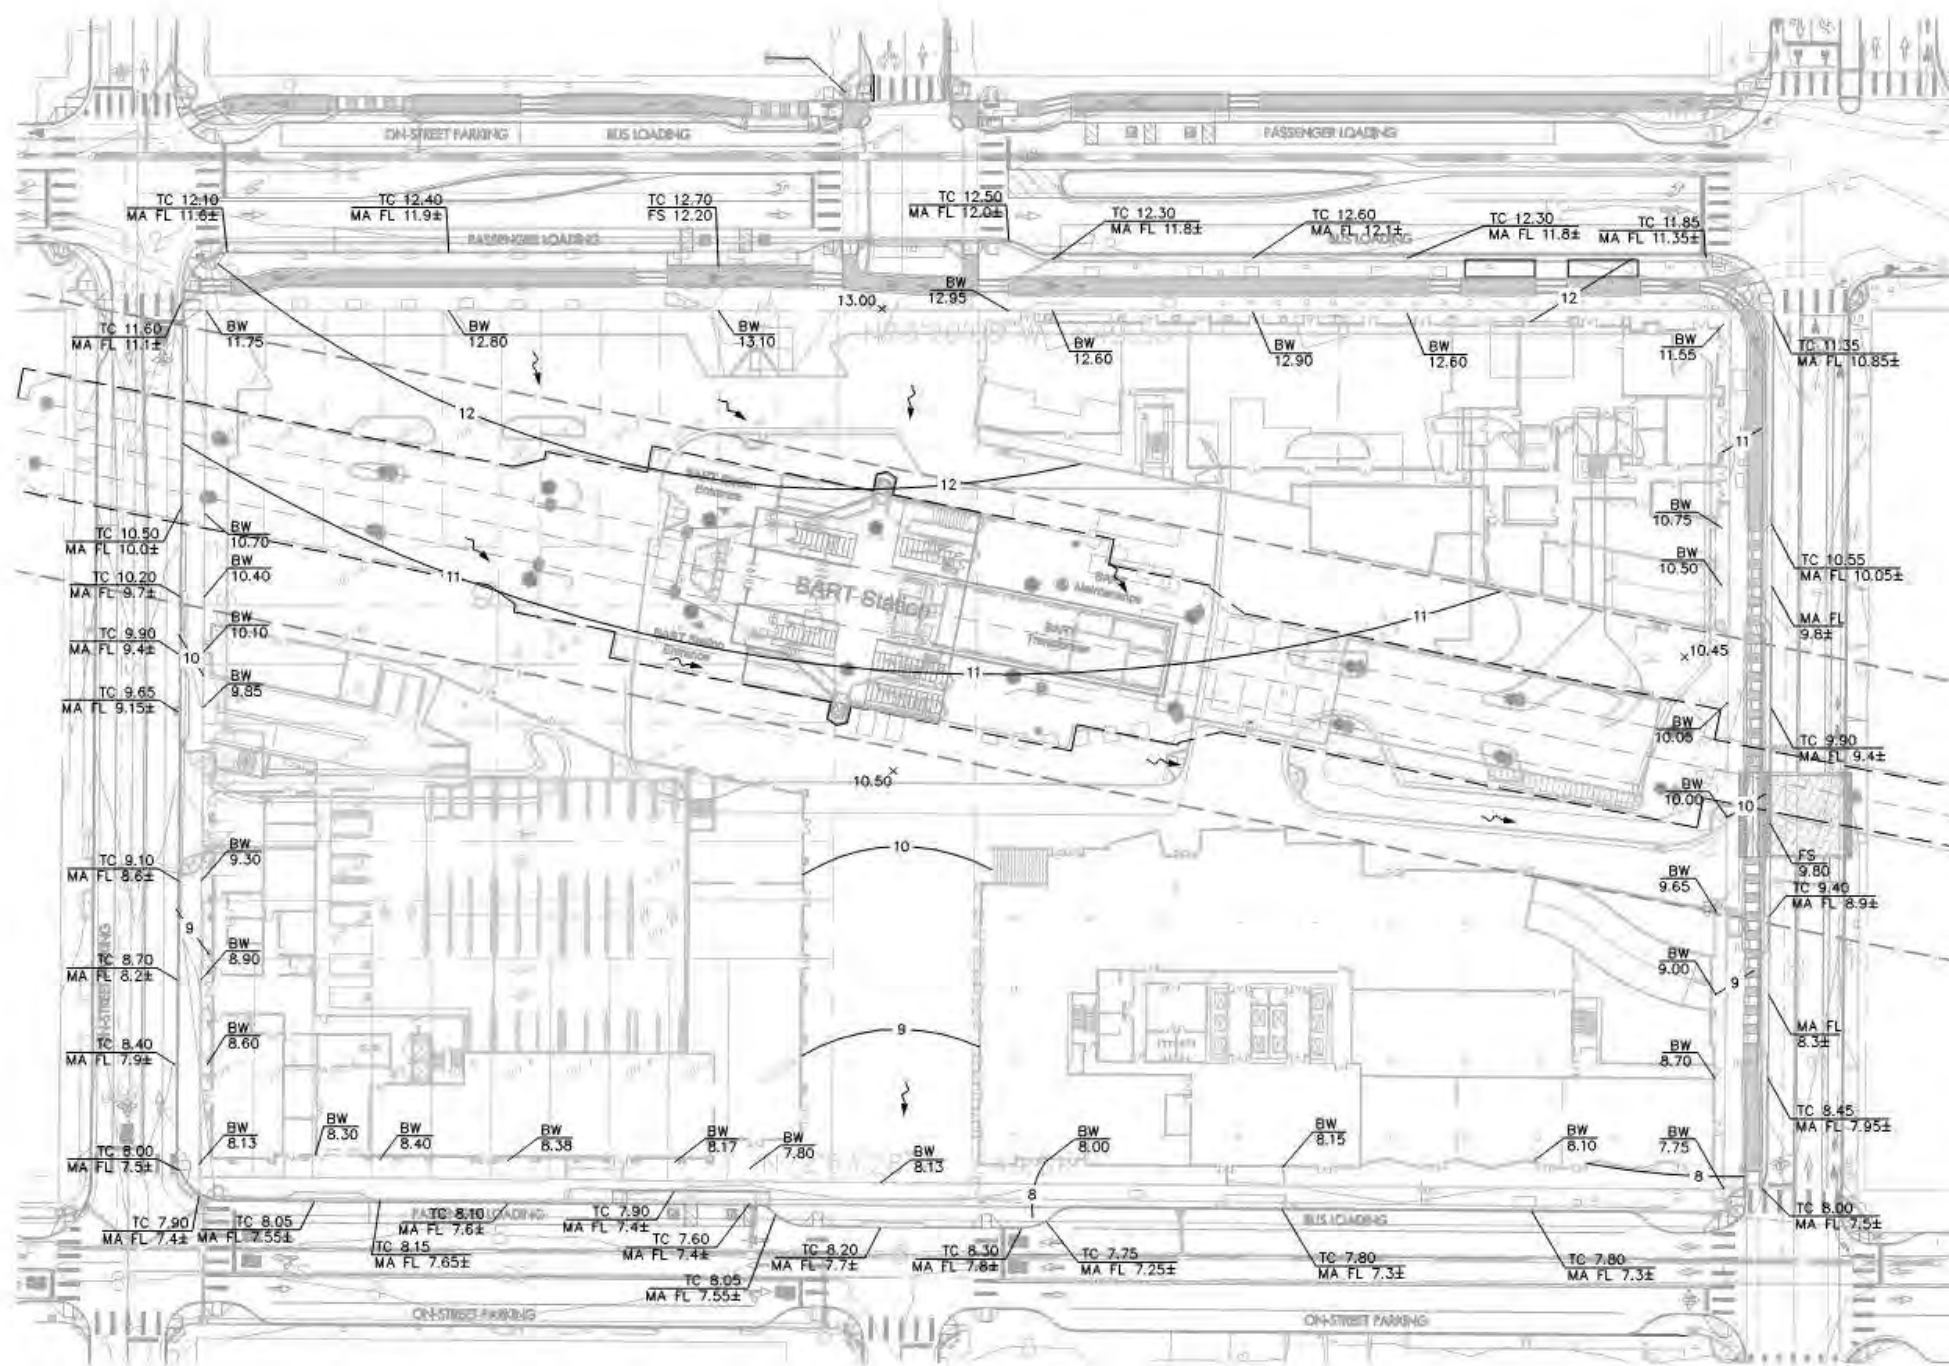 ON-STREET PARKING
BUS LOADING
PASSENGER LOADING
TC 12.10
MA FL 11.6±
TC 12.40
MA FL 11.9±
TC 12.70
FS 12.20
TC 12.50
MA FL 12.0±
TC 12.30
MA FL 11.8±
TC 12.60
MA FL 12.1±
TC 12.30
MA FL 11.8±
TC 11.85
MA FL 11.35±
PASSENGER LOADING
BUS LOADING
13.00
BW
12.95
12
TC 11.60
MA FL 11.1±
BW
11.75
BW
12.80
BW
13.10
BW
12.60
BW
12.90
BW
12.60
BW
11.55
TC 11.35
MA FL 10.85±
12
11
12
BART Station
Entrance
TC 10.50
MA FL 10.0±
BW
10.70
BW
10.75
TC 10.20
MA FL 9.7±
BW
10.40
BW
10.50
TC 10.55
MA FL 10.05±
11
BART Station
BART
Maintenance
11
TC 9.90
MA FL 9.4±
BW
10.10
BART
Transformer
MA FL
9.8±
10
BART Station
Entrance
10.45
11
TC 9.65
MA FL 9.15±
BW
9.85
BW
10.05
TC 9.90
MA FL 9.4±
10.50
BW
10.00
10
TC 9.10
MA FL 8.6±
BW
9.30
10
FS
9.80
BW
9.65
TC 9.40
MA FL 8.9±
9
ON-STREET PARKING
TC 8.70
MA FL 8.2±
BW
8.90
BW
9.00
9
9
TC 8.40
MA FL 7.9±
BW
8.60
MA FL
8.3±
BW
8.70
TC 8.00
MA FL 7.5±
BW
8.13
BW
8.30
BW
8.40
BW
8.38
BW
8.17
BW
7.80
BW
8.13
BW
8.00
BW
8.15
BW
8.10
BW
7.75
TC 8.45
MA FL 7.95±
8
8
TC 7.90
MA FL 7.4±
TC 8.05
MA FL 7.55±
PASSENGER LOADING
TC 8.10
MA FL 7.6±
TC 8.15
MA FL 7.65±
TC 7.90
MA FL 7.4±
TC 7.60
MA FL 7.4±
TC 8.05
MA FL 7.55±
TC 8.20
MA FL 7.7±
TC 8.30
MA FL 7.8±
TC 7.75
MA FL 7.25±
TC 7.80
MA FL 7.3±
BUS LOADING
TC 7.80
MA FL 7.3±
TC 8.00
MA FL 7.5±
ON-STREET PARKING
ON-STREET PARKING